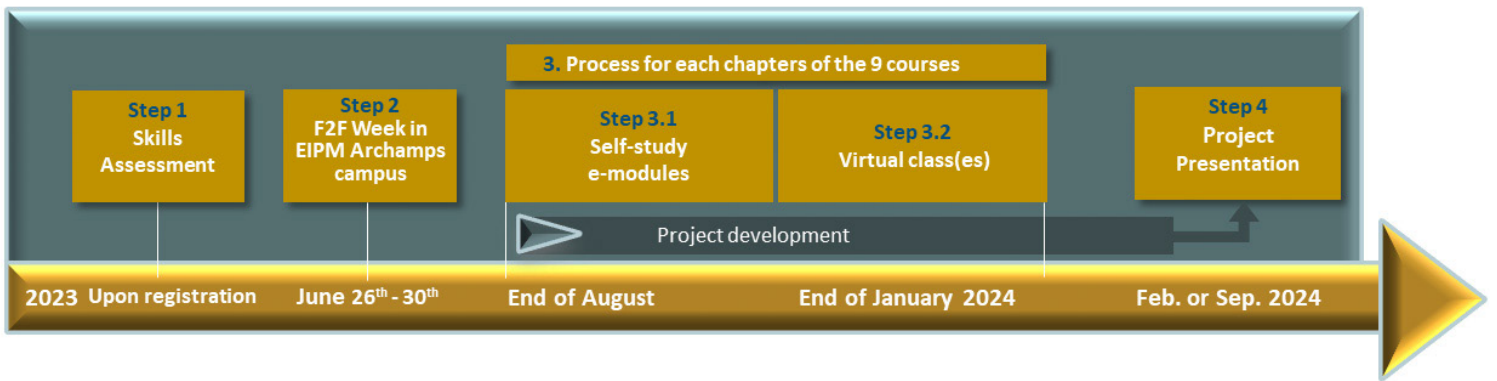 3. Process for each chapters of the 9 courses
Step 1
Skills
Assessment
Step 2
F2F Week in
EIPM Archamps
campus
Step 3.1
Self-study
e-modules
Step 3.2
Virtual class(es)
Step 4
Project
Presentation
Project development
2023 Upon registration
June 26th - 30th
End of August
End of January 2024
Feb. or Sep. 2024